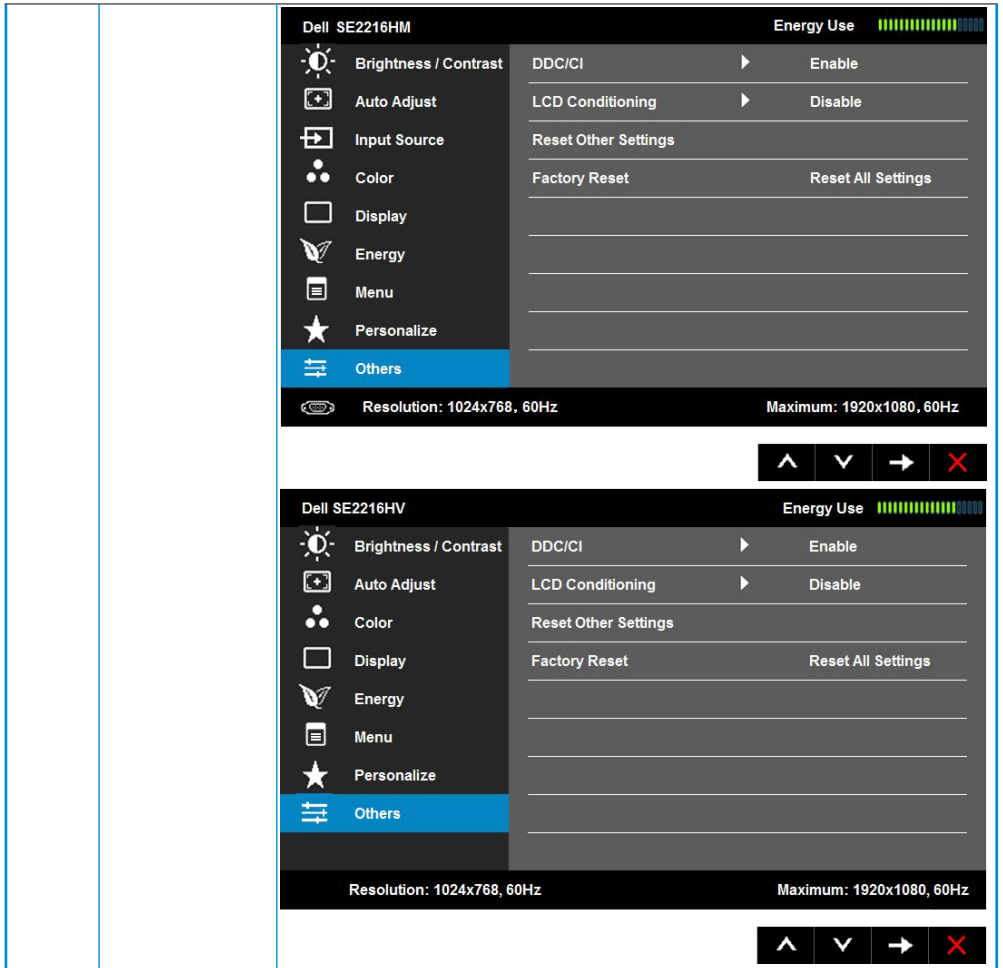 Dell SE2216HM Energy Use
Brightness / Contrast DDC/CI Enable
Auto Adjust LCD Conditioning Disable
Input Source Reset Other Settings
Color Factory Reset Reset All Settings
Display
Energy
Menu
Personalize
Others
Resolution: 1024x768, 60Hz Maximum: 1920x1080, 60Hz
Dell SE2216HV Energy Use
Brightness / Contrast DDC/CI Enable
Auto Adjust LCD Conditioning Disable
Color Reset Other Settings
Display Factory Reset Reset All Settings
Energy
Menu
Personalize
Others
Resolution: 1024x768, 60Hz Maximum: 1920x1080, 60Hz